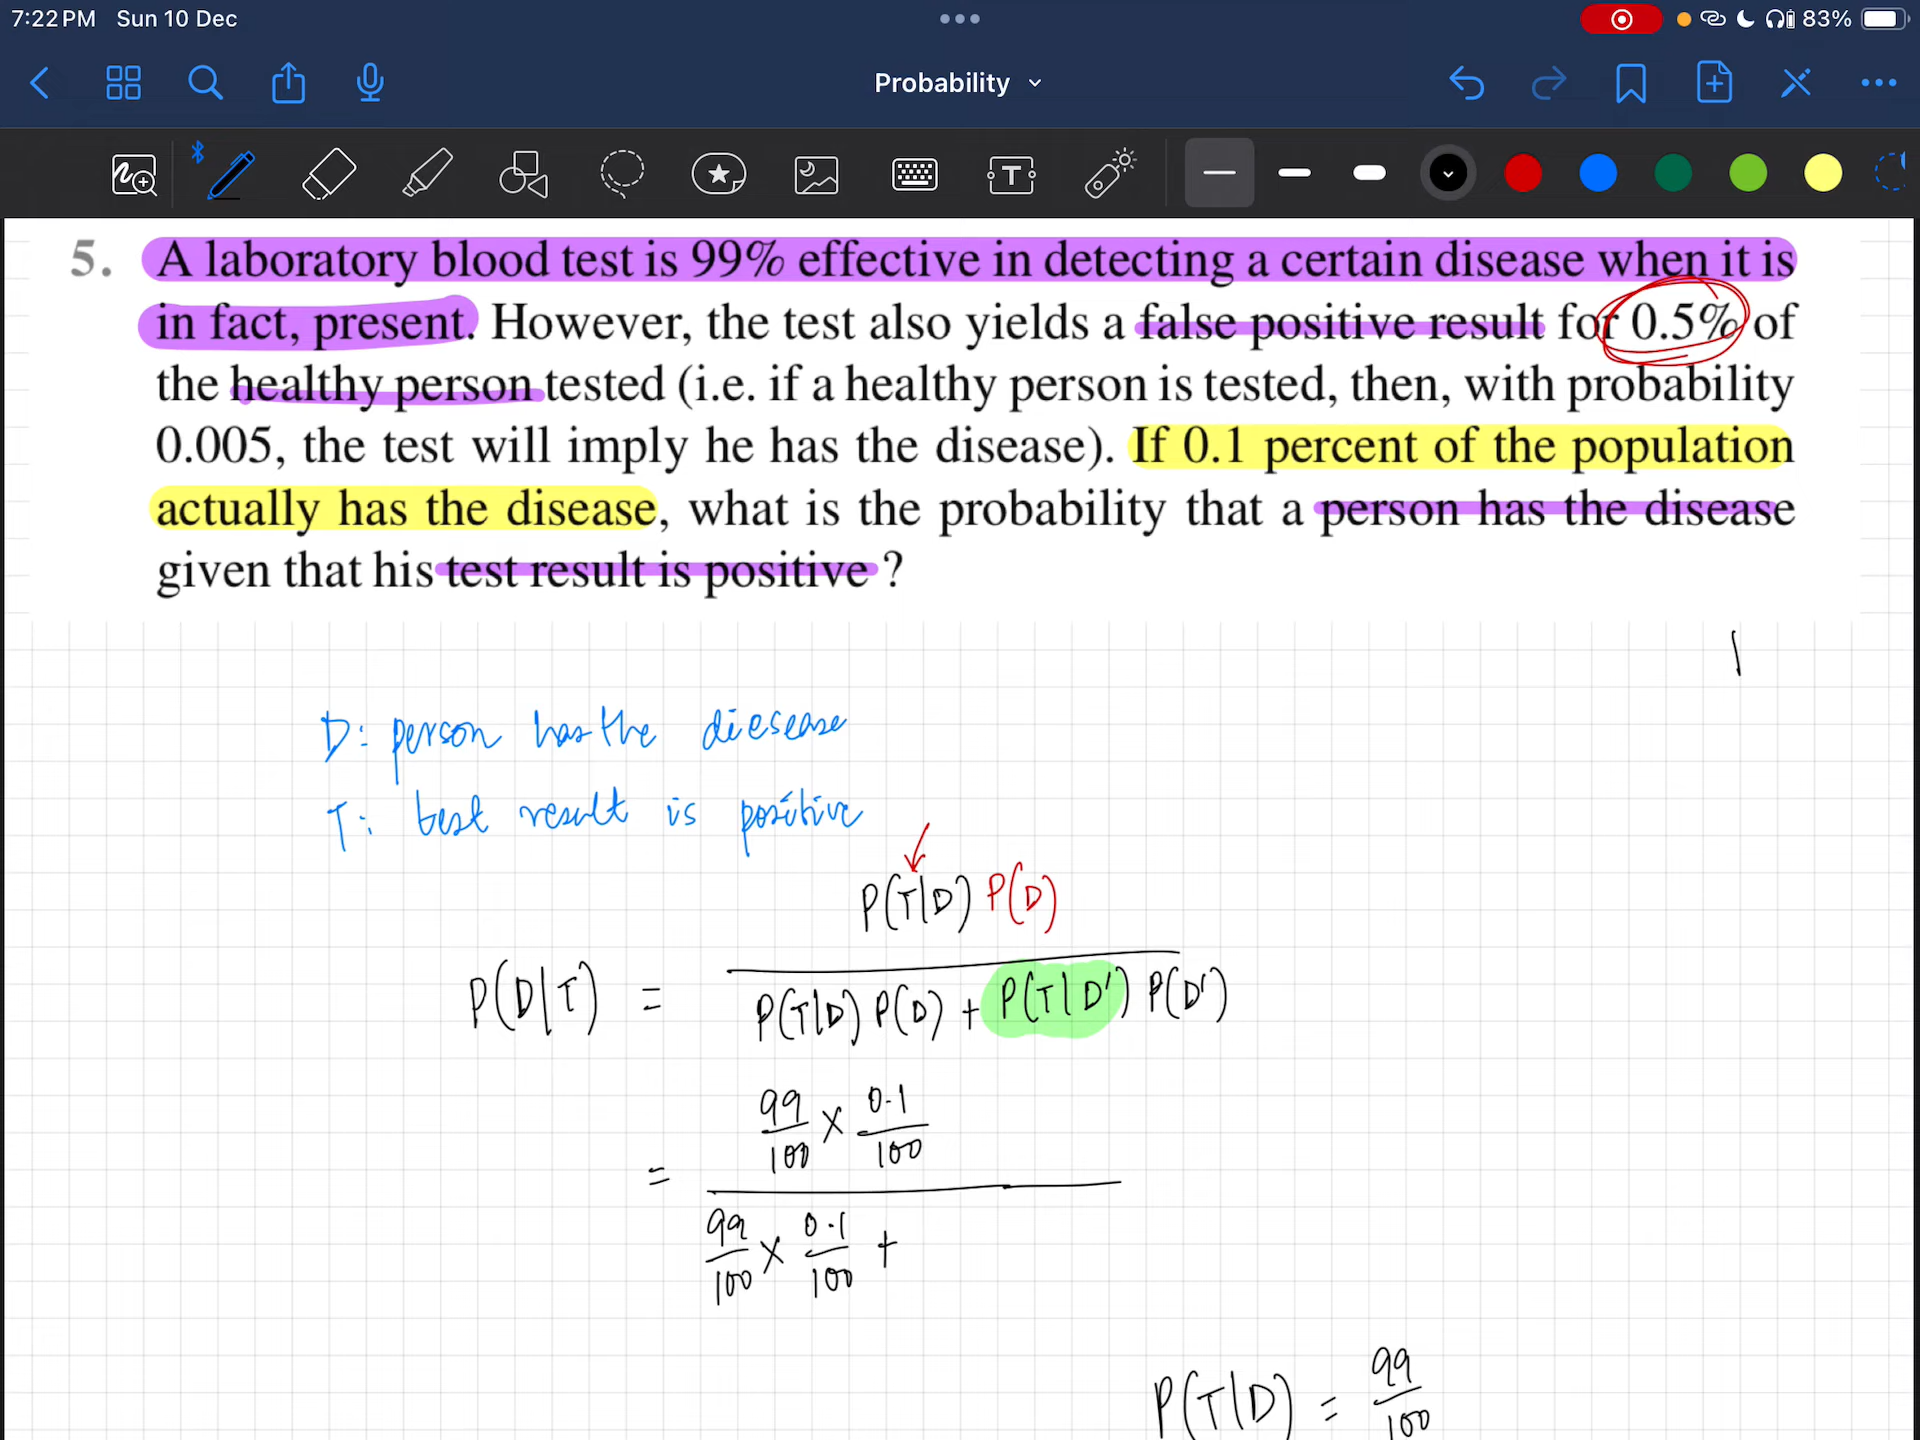 7:22 PM Sun 10 Dec
83%
Probability
T
5. A laboratory blood test is 99% effective in detecting a certain disease when it is
in fact, present. However, the test also yields a false positive result for 0.5% of
the healthy person tested (i.e. if a healthy person is tested, then, with probability
0.005, the test will imply he has the disease). If 0.1 percent of the population
actually has the disease, what is the probability that a person has the disease
given that his test result is positive ?
D: person has the diesease
T: test result is positive
P(T|D) P(D)
P(D|T) =
P(T|D) P(D) + P(T|D') P(D')
99/100 × 0.1/100
=
99/100 × 0.1/100 +
P(T|D) = 99/100